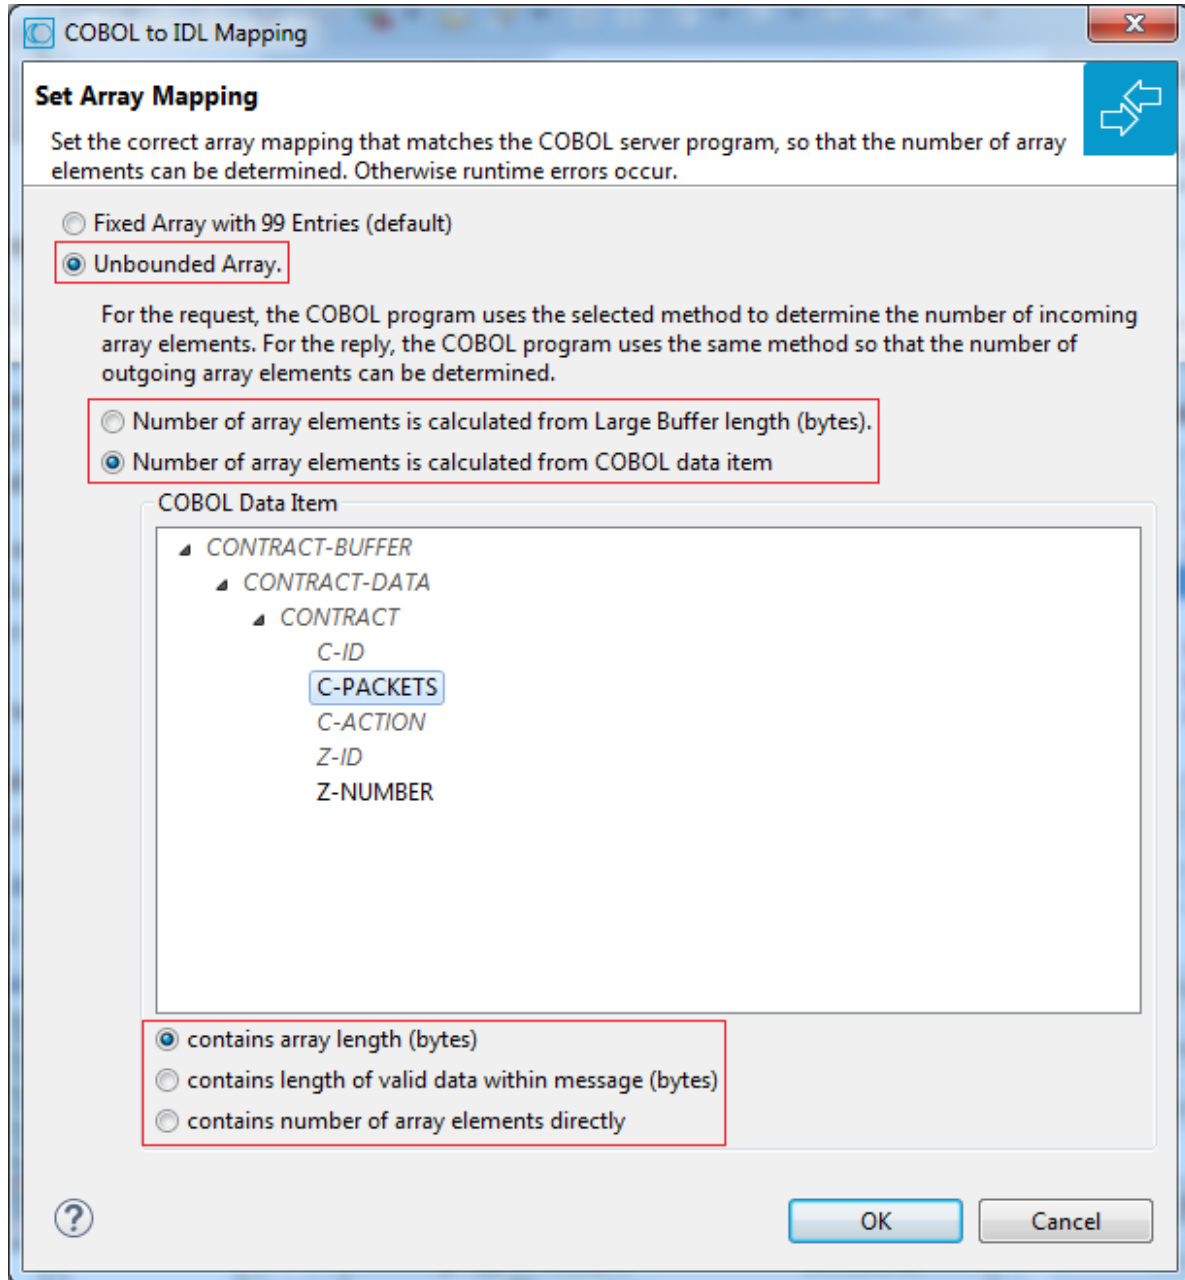 COBOL to IDL Mapping
Set Array Mapping
Set the correct array mapping that matches the COBOL server program, so that the number of array
elements can be determined. Otherwise runtime errors occur.
Fixed Array with 99 Entries (default)
Unbounded Array.
For the request, the COBOL program uses the selected method to determine the number of incoming
array elements. For the reply, the COBOL program uses the same method so that the number of
outgoing array elements can be determined.
Number of array elements is calculated from Large Buffer length (bytes).
Number of array elements is calculated from COBOL data item
COBOL Data Item
CONTRACT-BUFFER
CONTRACT-DATA
CONTRACT
C-ID
C-PACKETS
C-ACTION
Z-ID
Z-NUMBER
contains array length (bytes)
contains length of valid data within message (bytes)
contains number of array elements directly
OK
Cancel